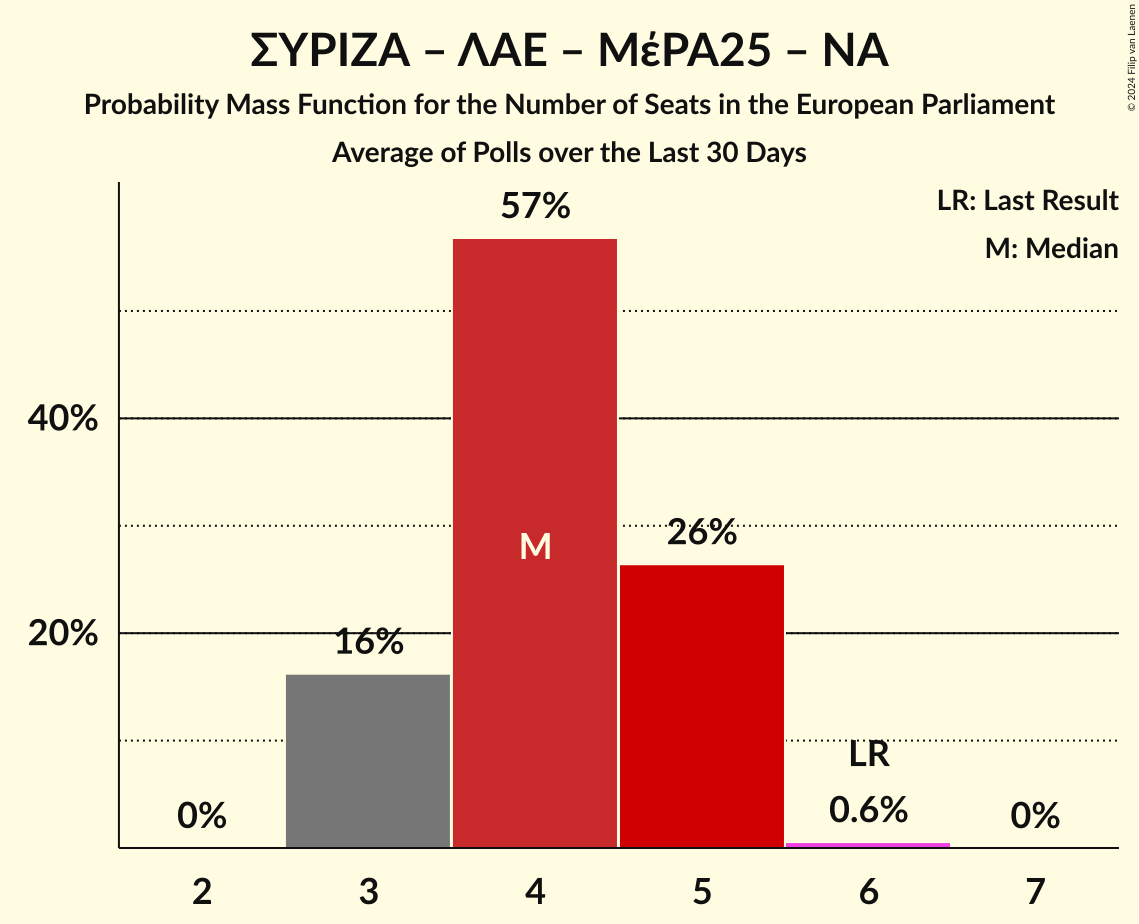 ΣΥΡΙΖΑ – ΛΑΕ – ΜέΡΑ25 – ΝΑ
Probability Mass Function for the Number of Seats in the European Parliament
Average of Polls over the Last 30 Days
© 2024 Filip van Laenen
LR: Last Result
M: Median
57%
40%
26%
M
20%
16%
LR
0%
0.6%
0%
2 3 4 5 6 7